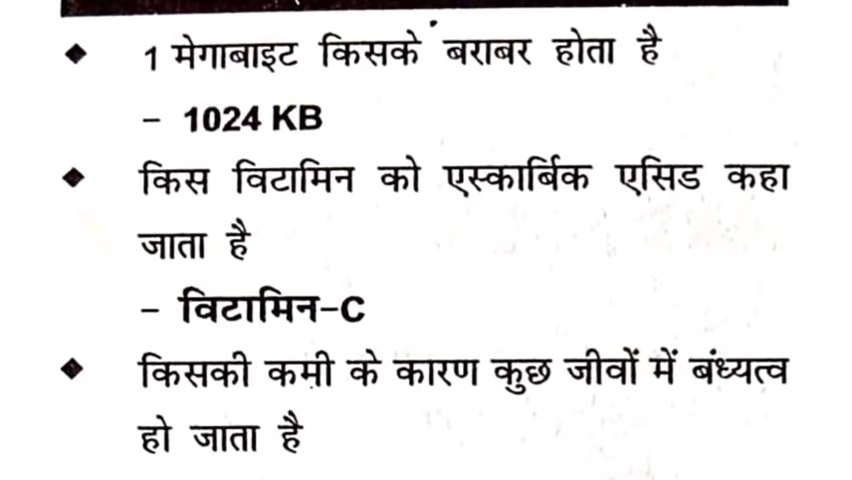 ◆ 1 मेगाबाइट किसके बराबर होता है
– 1024 KB
◆ किस विटामिन को एस्कार्बिक एसिड कहा
जाता है
– विटामिन–C
◆ किसकी कमी के कारण कुछ जीवों में बंध्यत्व
हो जाता है